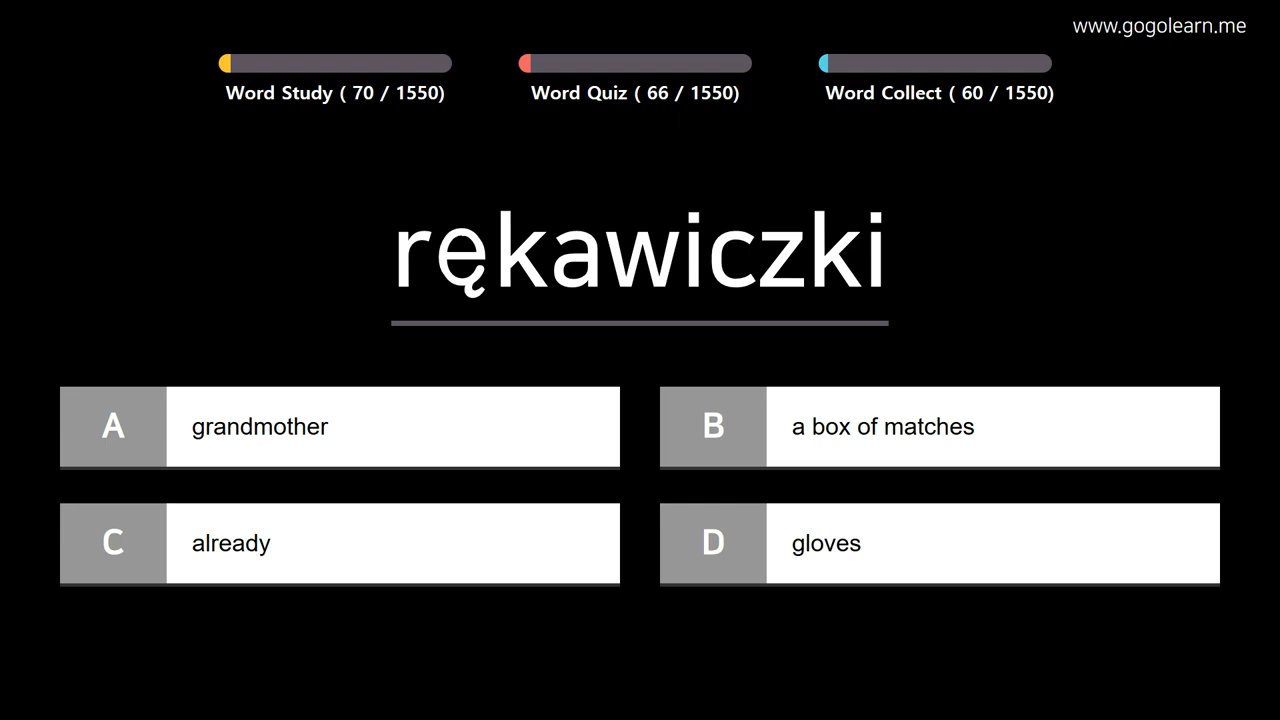 www.gogolearn.me
Word Study ( 70 / 1550)
Word Quiz ( 66 / 1550)
Word Collect ( 60 / 1550)
rękawiczki
A grandmother
B a box of matches
C already
D gloves